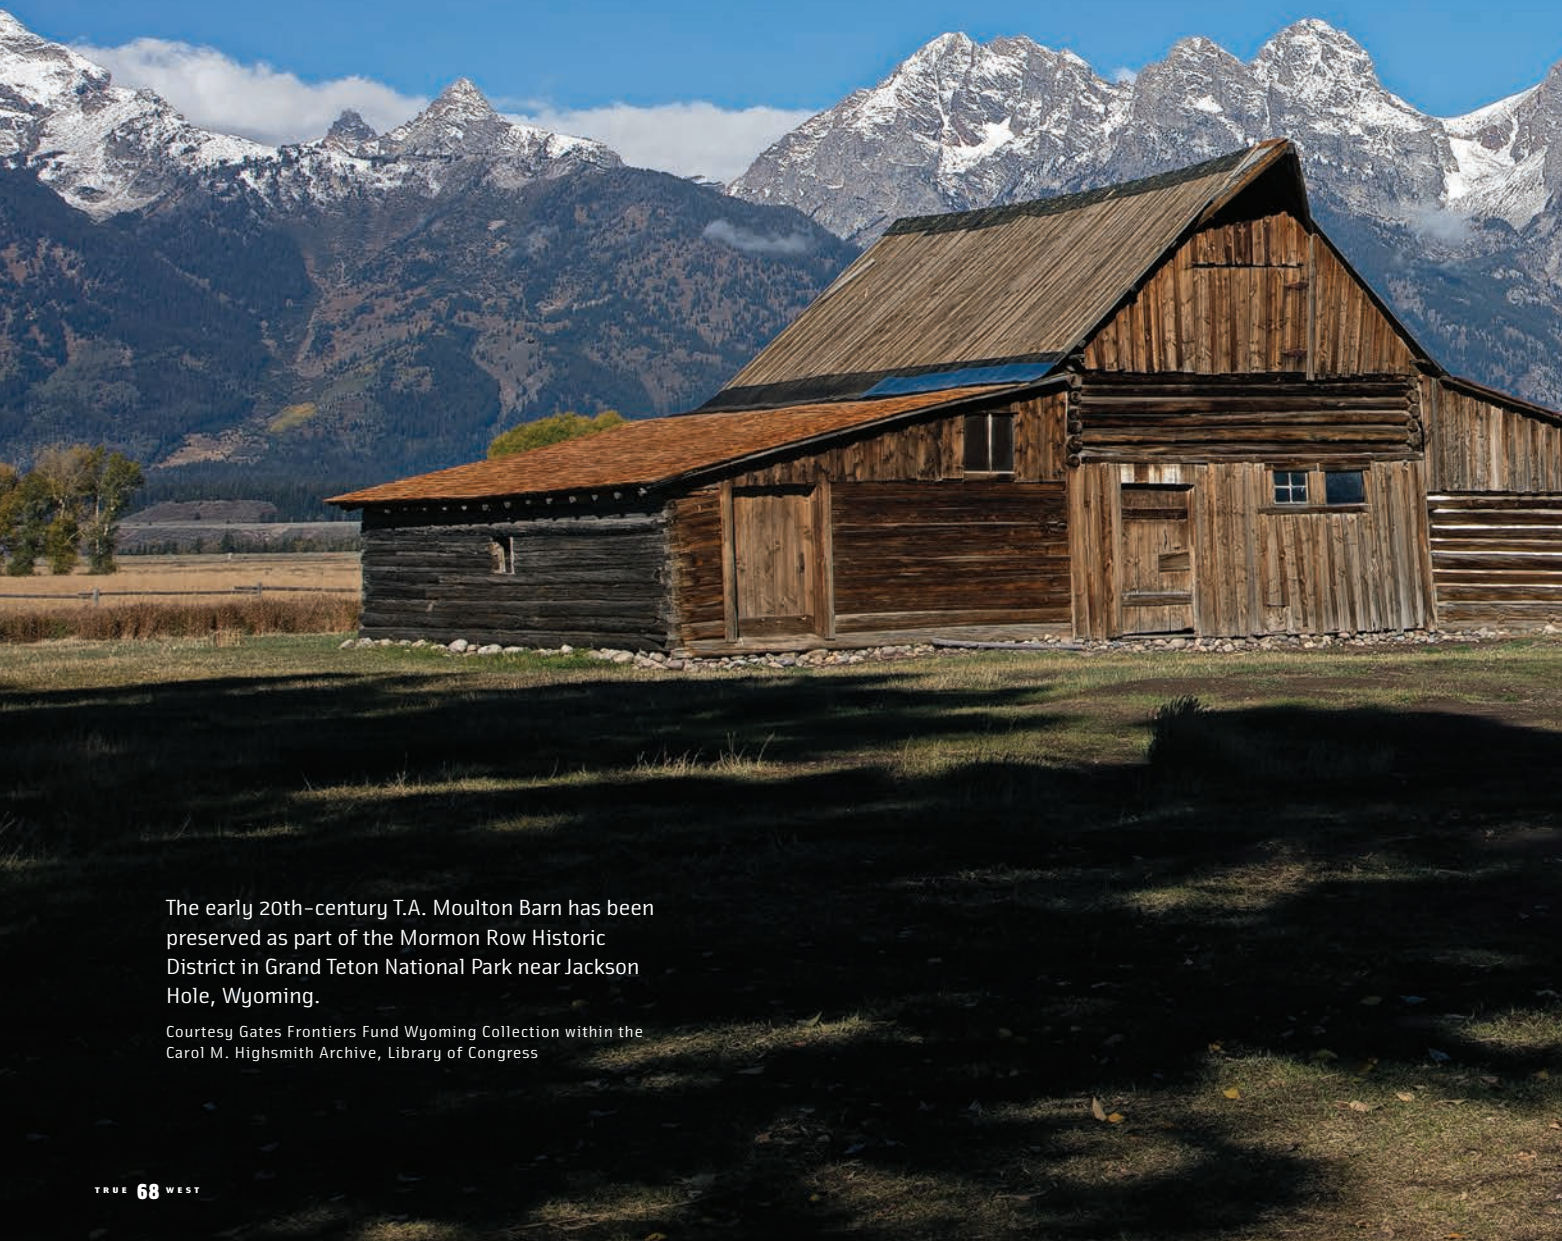 The early 20th-century T.A. Moulton Barn has been
preserved as part of the Mormon Row Historic
District in Grand Teton National Park near Jackson
Hole, Wyoming.
Courtesy Gates Frontiers Fund Wyoming Collection within the
Carol M. Highsmith Archive, Library of Congress
TRUE 68 WEST